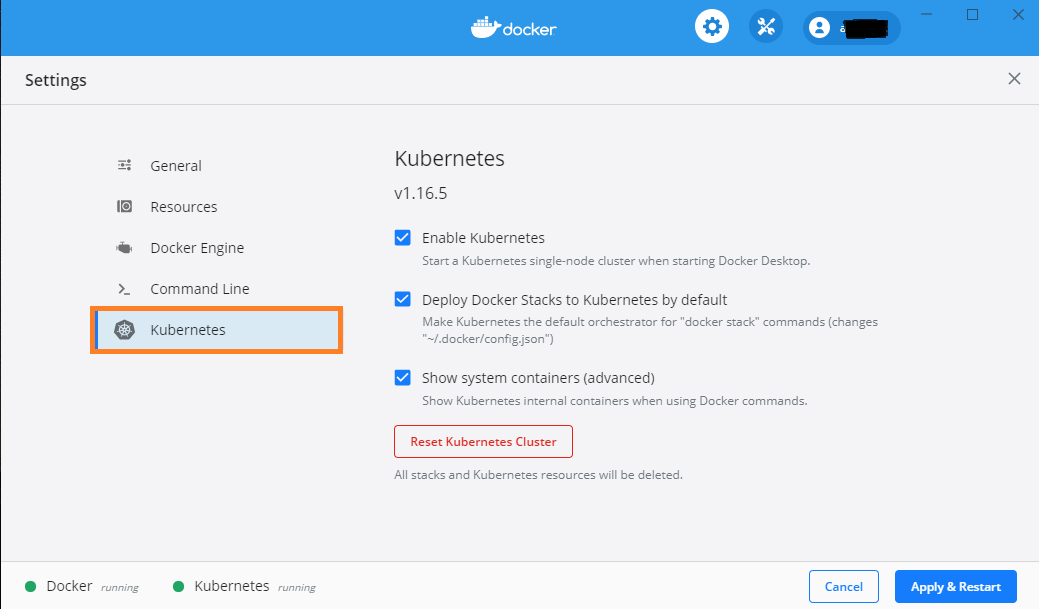 docker
a
Settings
General
Resources
Docker Engine
Command Line
Kubernetes
Kubernetes
v1.16.5
Enable Kubernetes
Start a Kubernetes single-node cluster when starting Docker Desktop.
Deploy Docker Stacks to Kubernetes by default
Make Kubernetes the default orchestrator for "docker stack" commands (changes
"~/.docker/config.json")
Show system containers (advanced)
Show Kubernetes internal containers when using Docker commands.
Reset Kubernetes Cluster
All stacks and Kubernetes resources will be deleted.
Docker running Kubernetes running
Cancel Apply & Restart